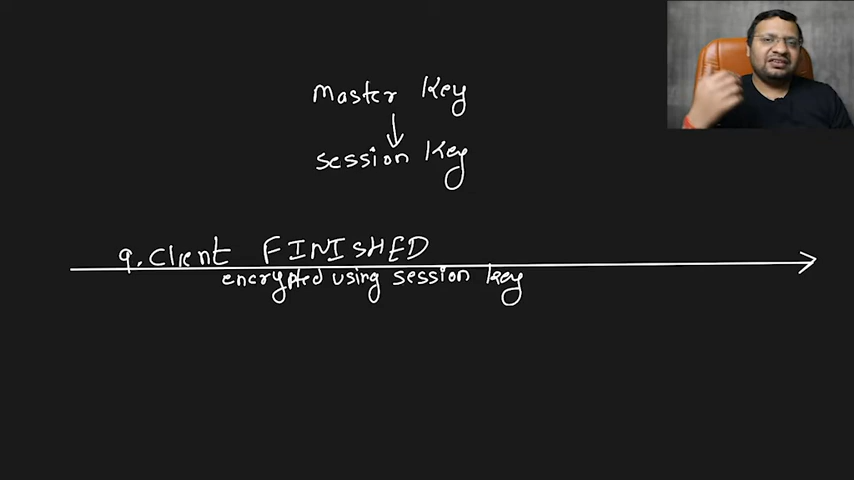 Master Key
session Key
9. Client FINISHED
encrypted using session key